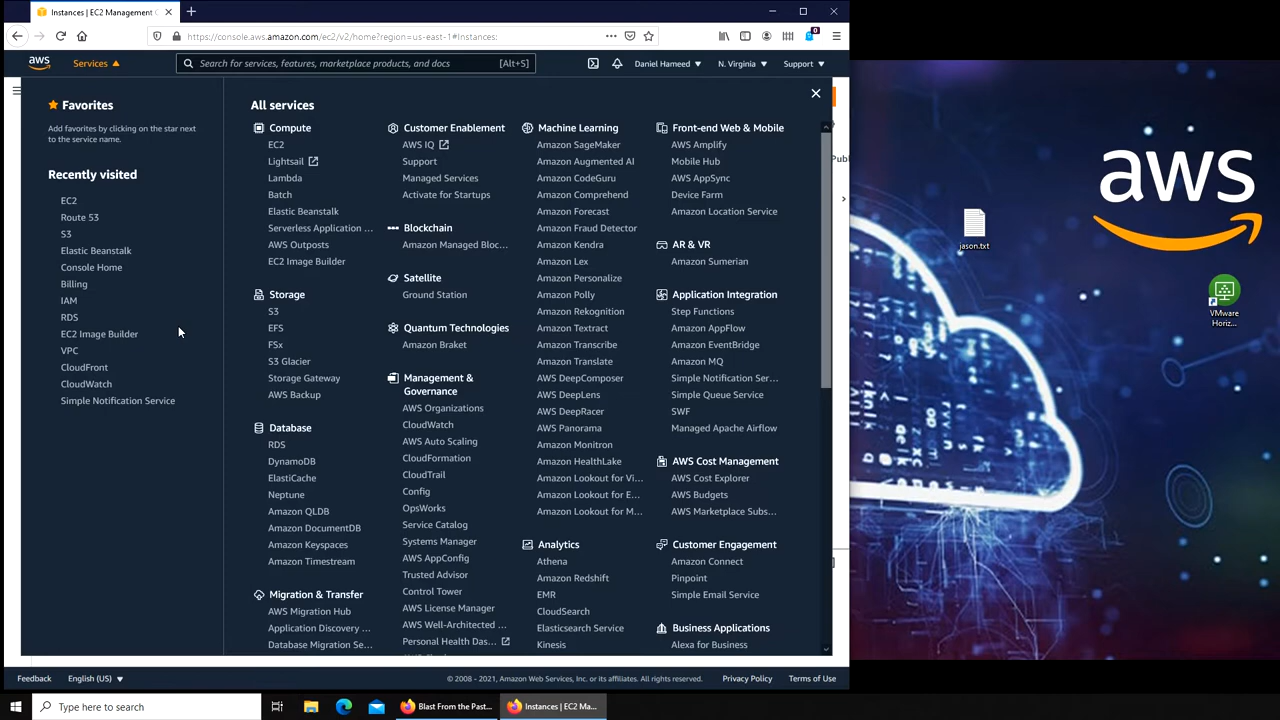 Instances | EC2 Management C
https://console.aws.amazon.com/ec2/v2/home?region=us-east-1#Instances:
0
aws
Services
Search for services, features, marketplace products, and docs
[Alt+S]
Daniel Hameed
N. Virginia
Support
Favorites
Add favorites by clicking on the star next
to the service name.
Recently visited
EC2
Route 53
S3
Elastic Beanstalk
Console Home
Billing
IAM
RDS
EC2 Image Builder
VPC
CloudFront
CloudWatch
Simple Notification Service
All services
Compute
EC2
Lightsail
Lambda
Batch
Elastic Beanstalk
Serverless Application ...
AWS Outposts
EC2 Image Builder
Storage
S3
EFS
FSx
S3 Glacier
Storage Gateway
AWS Backup
Database
RDS
DynamoDB
ElastiCache
Neptune
Amazon QLDB
Amazon DocumentDB
Amazon Keyspaces
Amazon Timestream
Migration & Transfer
AWS Migration Hub
Application Discovery ...
Database Migration Se...
Customer Enablement
AWS IQ
Support
Managed Services
Activate for Startups
Blockchain
Amazon Managed Bloc...
Satellite
Ground Station
Quantum Technologies
Amazon Braket
Management &
Governance
AWS Organizations
CloudWatch
AWS Auto Scaling
CloudFormation
CloudTrail
Config
OpsWorks
Service Catalog
Systems Manager
AWS AppConfig
Trusted Advisor
Control Tower
AWS License Manager
AWS Well-Architected ...
Personal Health Das...
Machine Learning
Amazon SageMaker
Amazon Augmented AI
Amazon CodeGuru
Amazon Comprehend
Amazon Forecast
Amazon Fraud Detector
Amazon Kendra
Amazon Lex
Amazon Personalize
Amazon Polly
Amazon Rekognition
Amazon Textract
Amazon Transcribe
Amazon Translate
AWS DeepComposer
AWS DeepLens
AWS DeepRacer
AWS Panorama
Amazon Monitron
Amazon HealthLake
Amazon Lookout for Vi...
Amazon Lookout for E...
Amazon Lookout for M...
Analytics
Athena
Amazon Redshift
EMR
CloudSearch
Elasticsearch Service
Kinesis
Front-end Web & Mobile
AWS Amplify
Mobile Hub
AWS AppSync
Device Farm
Amazon Location Service
AR & VR
Amazon Sumerian
Application Integration
Step Functions
Amazon AppFlow
Amazon EventBridge
Amazon MQ
Simple Notification Ser...
Simple Queue Service
SWF
Managed Apache Airflow
AWS Cost Management
AWS Cost Explorer
AWS Budgets
AWS Marketplace Subs...
Customer Engagement
Amazon Connect
Pinpoint
Simple Email Service
Business Applications
Alexa for Business
Publ
Feedback
English (US)
© 2008 - 2021, Amazon Web Services, Inc. or its affiliates. All rights reserved.
Privacy Policy
Terms of Use
aws
jason.txt
VMware
Horiz...
Type here to search
Blast From the Past...
Instances | EC2 Ma...